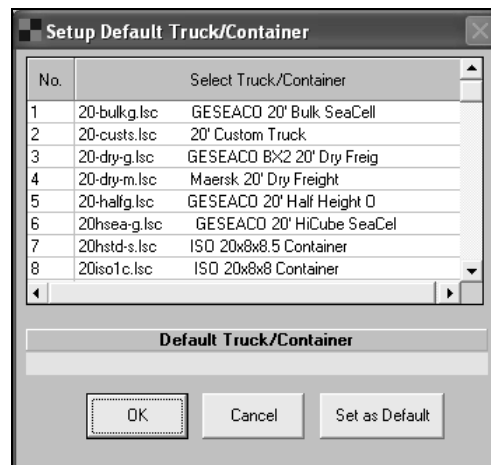 Setup Default Truck/Container
No. Select Truck/Container
1 20-bulkg.lsc GESEACO 20' Bulk SeaCell
2 20-custs.lsc 20' Custom Truck
3 20-dry-g.lsc GESEACO BX2 20' Dry Freig
4 20-dry-m.lsc Maersk 20' Dry Freight
5 20-halfg.lsc GESEACO 20' Half Height O
6 20hsea-g.lsc GESEACO 20' HiCube SeaCel
7 20hstd-s.lsc ISO 20x8x8.5 Container
8 20iso1c.lsc ISO 20x8x8 Container
Default Truck/Container
OK Cancel Set as Default